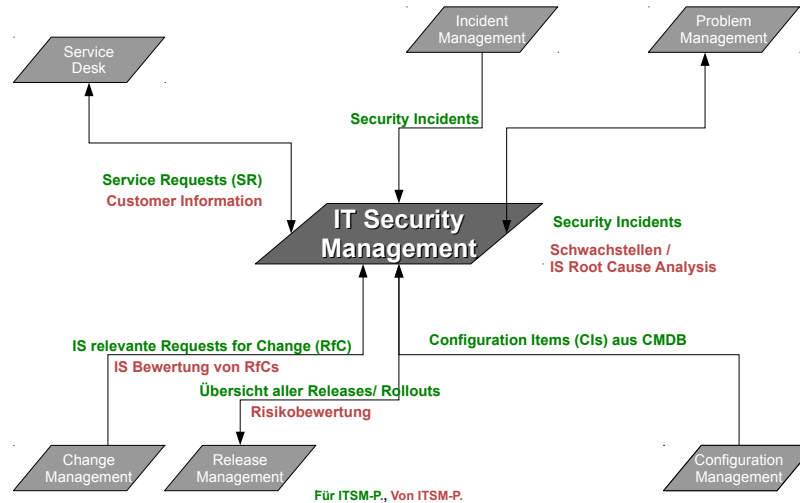 Service
Desk
Incident
Management
Problem
Management
Security Incidents
Service Requests (SR)
Customer Information
IT Security
Management
Security Incidents
Schwachstellen /
IS Root Cause Analysis
IS relevante Requests for Change (RfC)
IS Bewertung von RfCs
Configuration Items (CIs) aus CMDB
Übersicht aller Releases/ Rollouts
Risikobewertung
Change
Management
Release
Management
Configuration
Management
Für ITSM-P., Von ITSM-P.